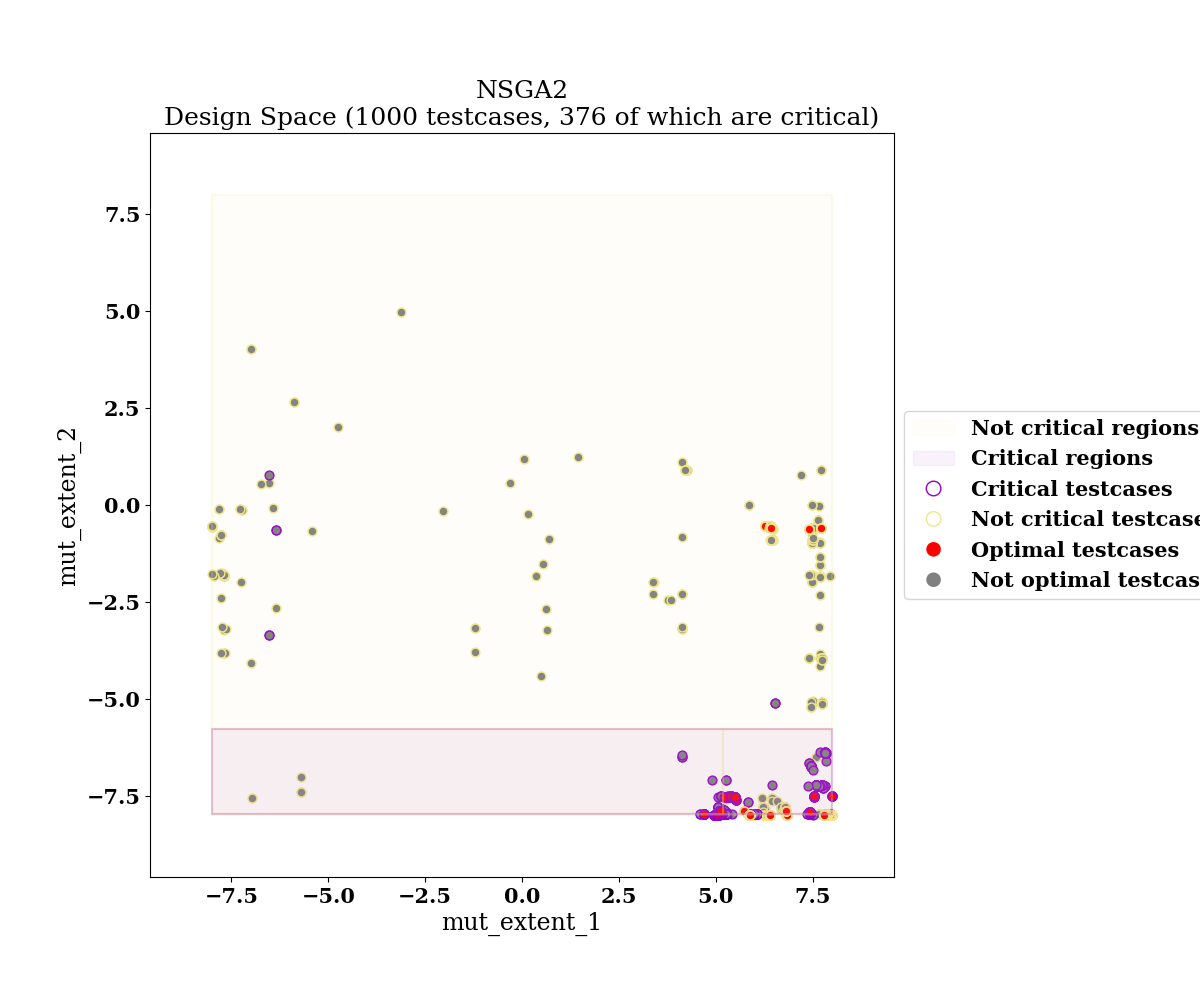 NSGA2
Design Space (1000 testcases, 376 of which are critical)
mut_extent_2
7.5
5.0
2.5
0.0
−2.5
−5.0
−7.5
−7.5 −5.0 −2.5 0.0 2.5 5.0 7.5
mut_extent_1
Not critical regions
Critical regions
Critical testcases
Not critical testcase
Optimal testcases
Not optimal testcas